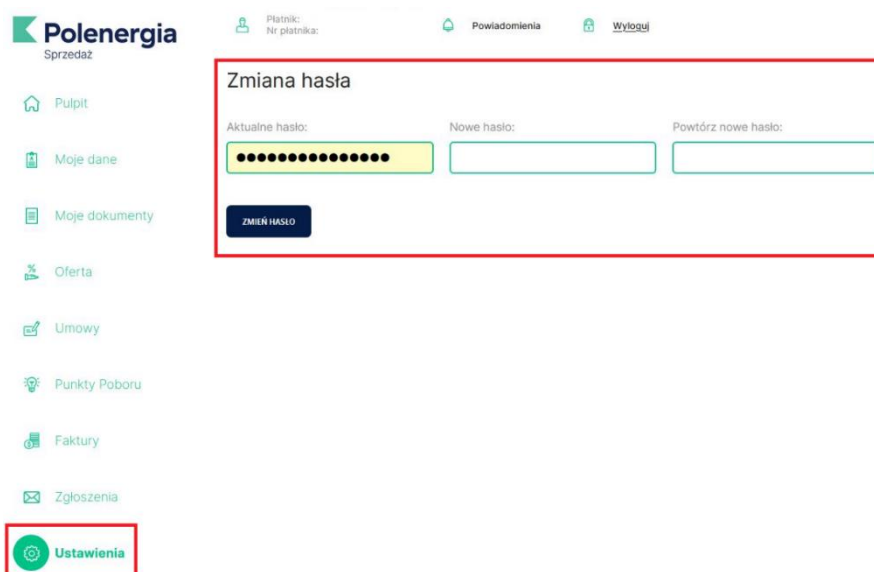 Polenergia
Sprzedaż
Płatnik:
Nr płatnika:
Powiadomienia
Wyloguj
Zmiana hasła
Aktualne hasło:
Nowe hasło:
Powtórz nowe hasło:
●●●●●●●●●●●●●●●
ZMIEŃ HASŁO
Pulpit
Moje dane
Moje dokumenty
Oferta
Umowy
Punkty Poboru
Faktury
Zgłoszenia
Ustawienia